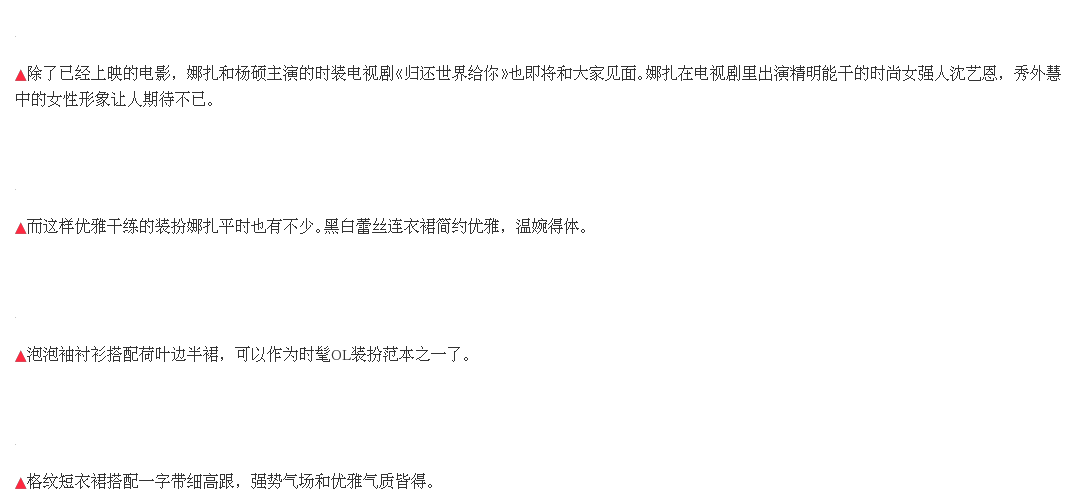 ▲除了已经上映的电影，娜扎和杨硕主演的时装电视剧《归还世界给你》也即将和大家见面。娜扎在电视剧里出演精明能干的时尚女强人沈艺恩，秀外慧
中的女性形象让人期待不已。
▲而这样优雅干练的装扮娜扎平时也有不少。黑白蕾丝连衣裙简约优雅，温婉得体。
▲泡泡袖衬衫搭配荷叶边半裙，可以作为时髦OL装扮范本之一了。
▲格纹短衣裙搭配一字带细高跟，强势气场和优雅气质皆得。